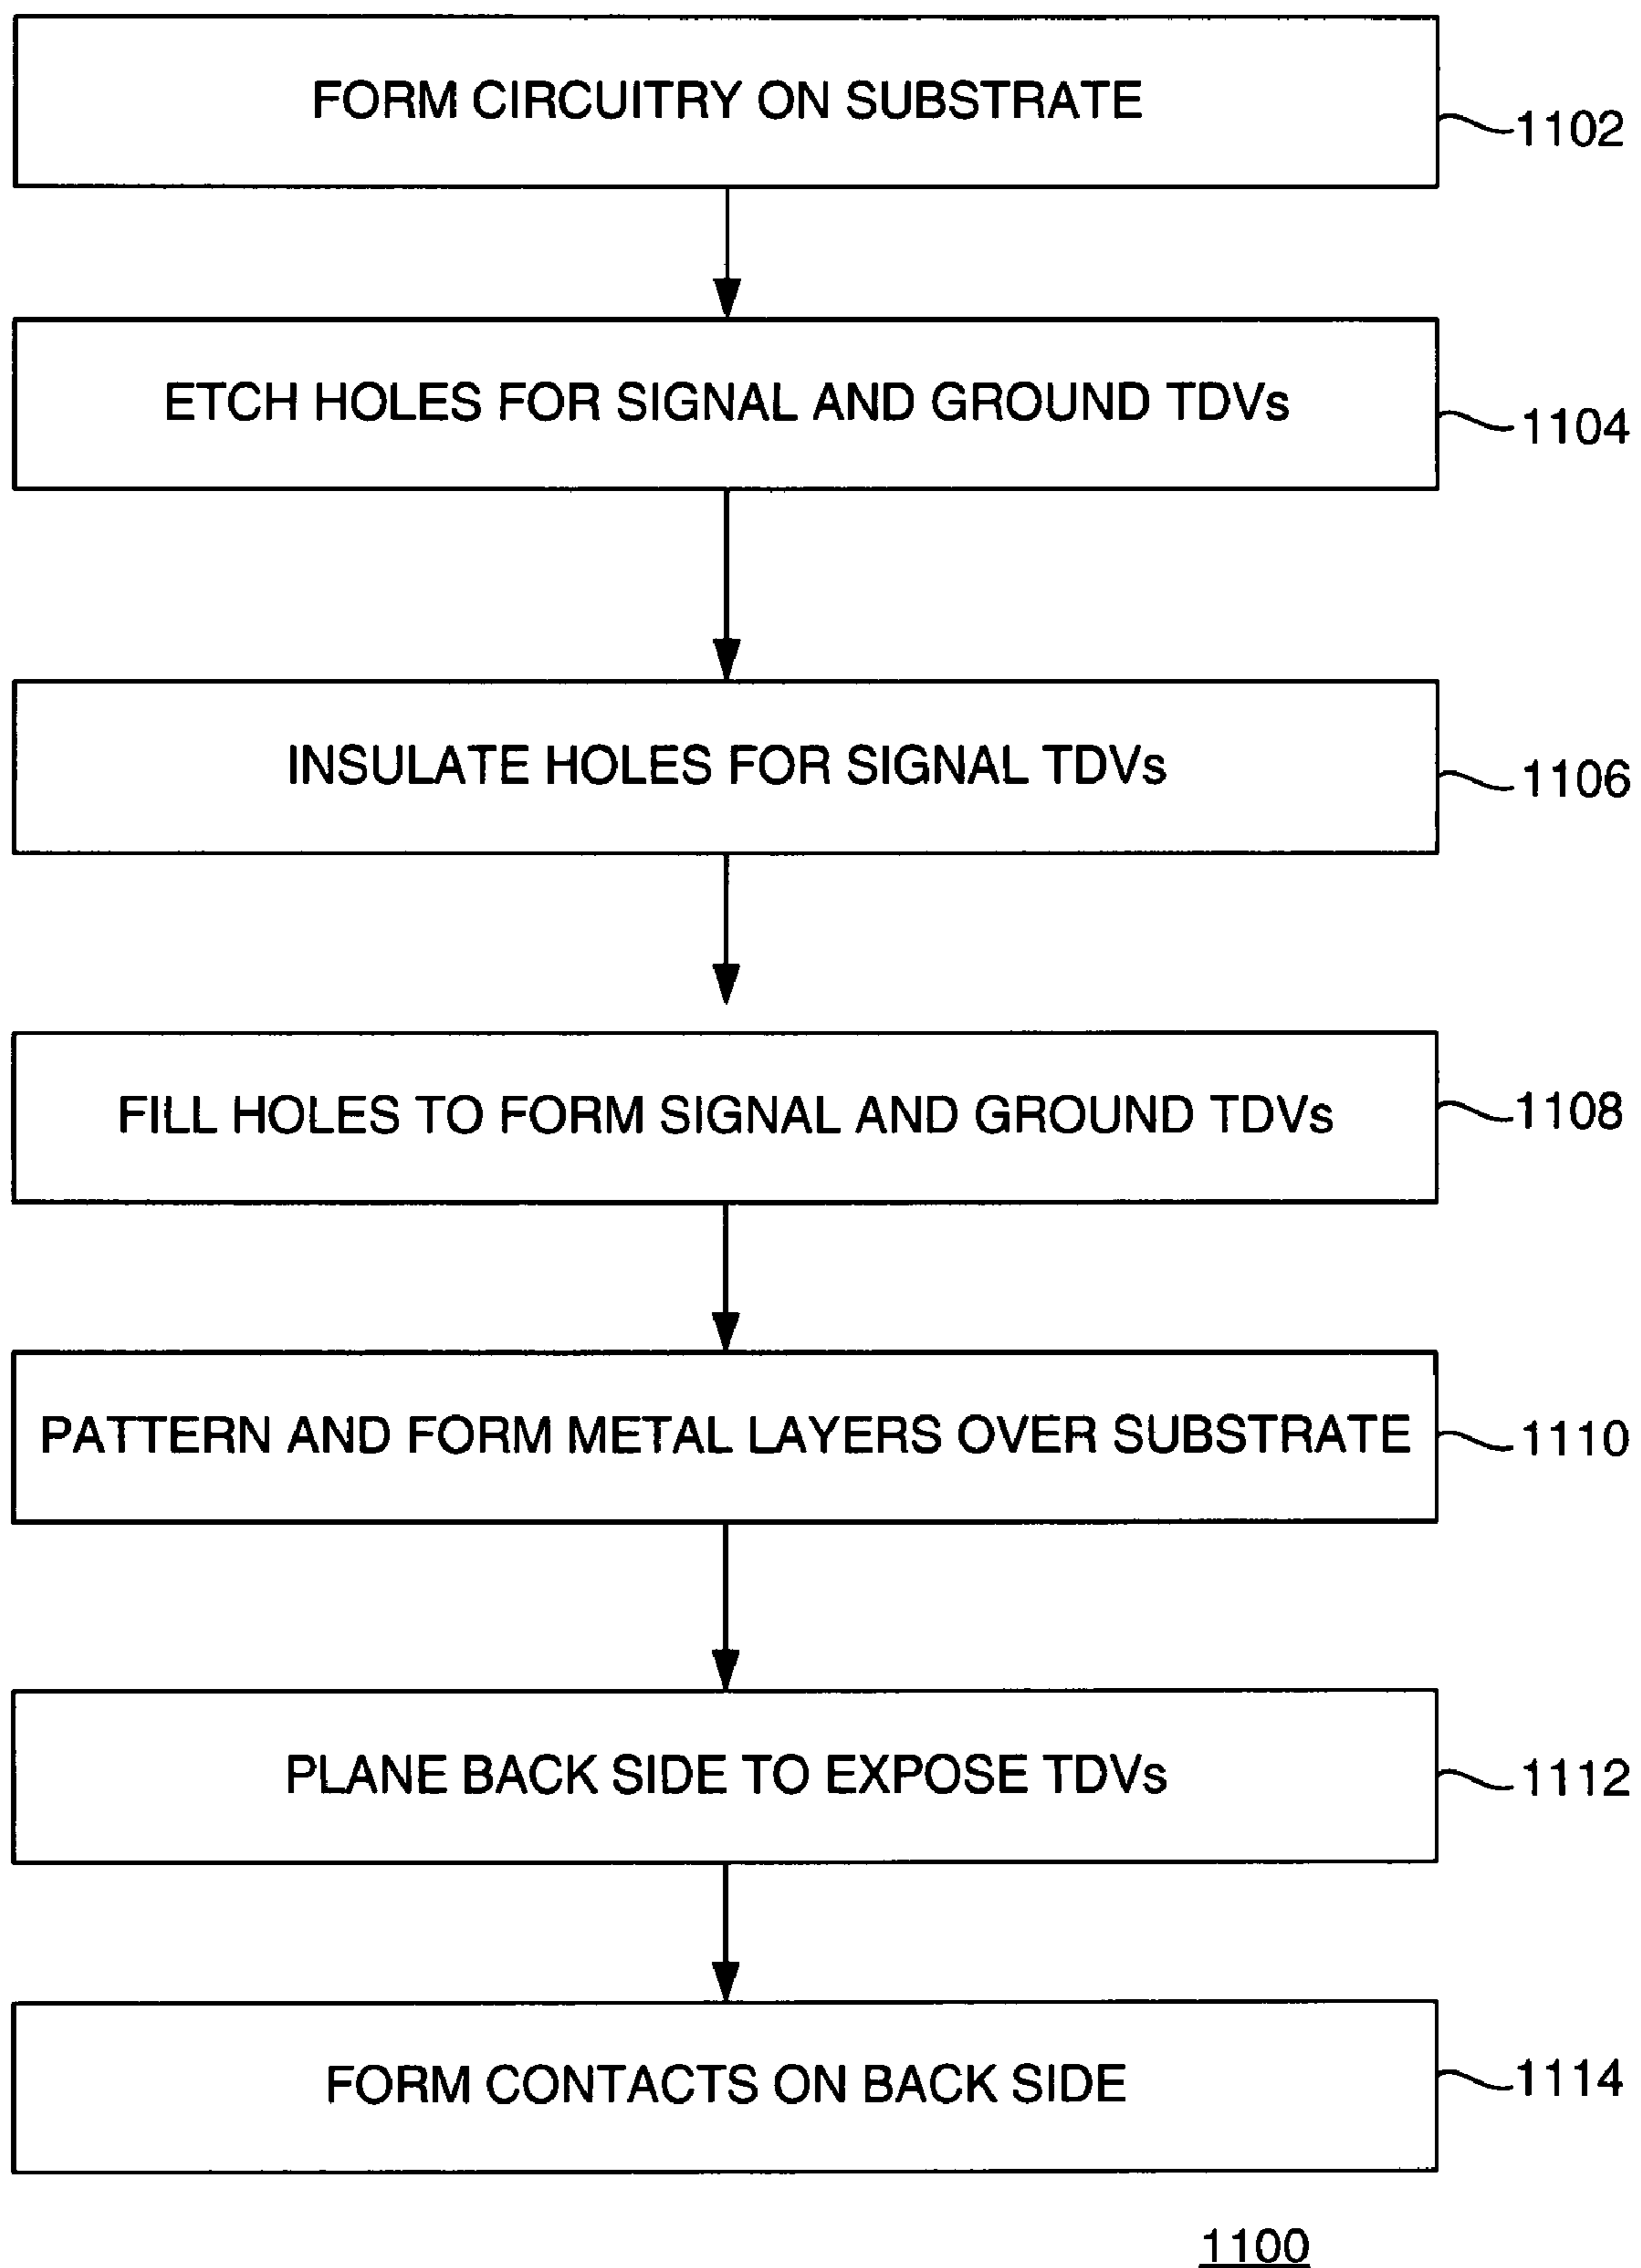 FORM CIRCUITRY ON SUBSTRATE
1102
ETCH HOLES FOR SIGNAL AND GROUND TDVs
1104
INSULATE HOLES FOR SIGNAL TDVs
1106
FILL HOLES TO FORM SIGNAL AND GROUND TDVs
1108
PATTERN AND FORM METAL LAYERS OVER SUBSTRATE
1110
PLANE BACK SIDE TO EXPOSE TDVs
1112
FORM CONTACTS ON BACK SIDE
1114
1100